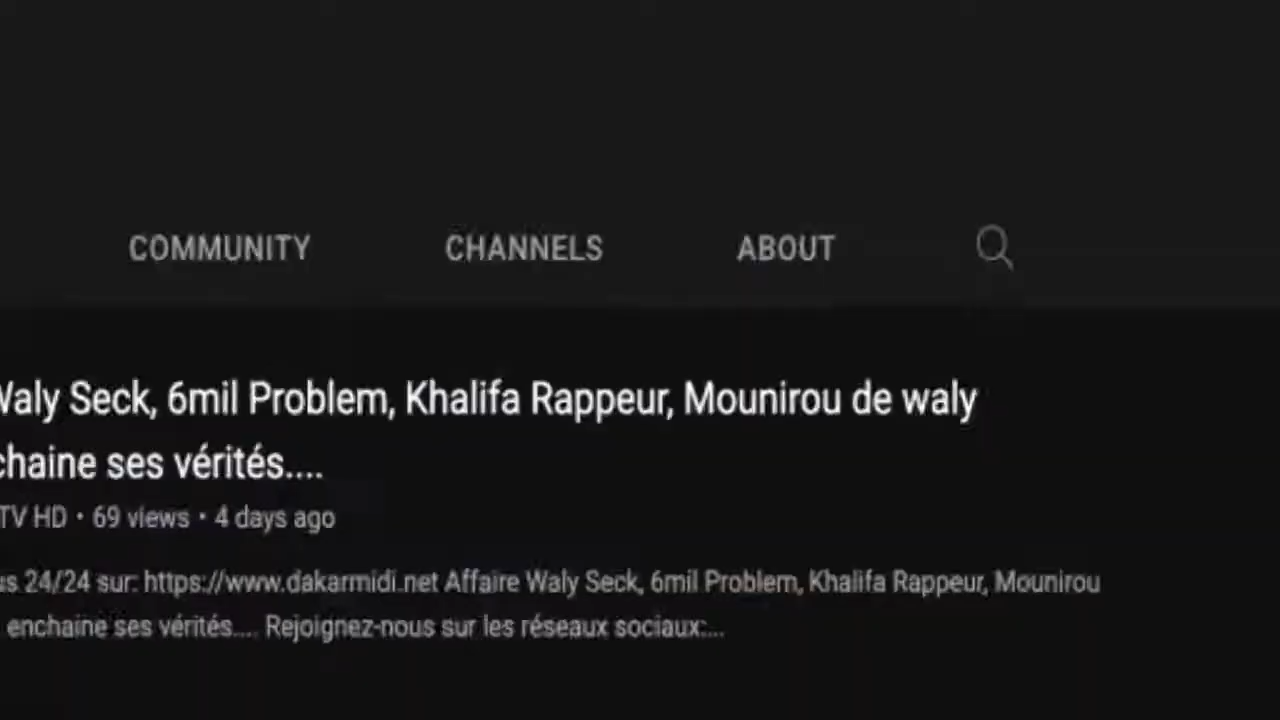 COMMUNITY CHANNELS ABOUT
Waly Seck, 6mil Problem, Khalifa Rappeur, Mounirou de waly
chaine ses vérités....
TV HD • 69 views • 4 days ago
us 24/24 sur: https://www.dakarmidi.net Affaire Waly Seck, 6mil Problem, Khalifa Rappeur, Mounirou
enchaine ses vérités.... Rejoignez-nous sur les réseaux sociaux:...